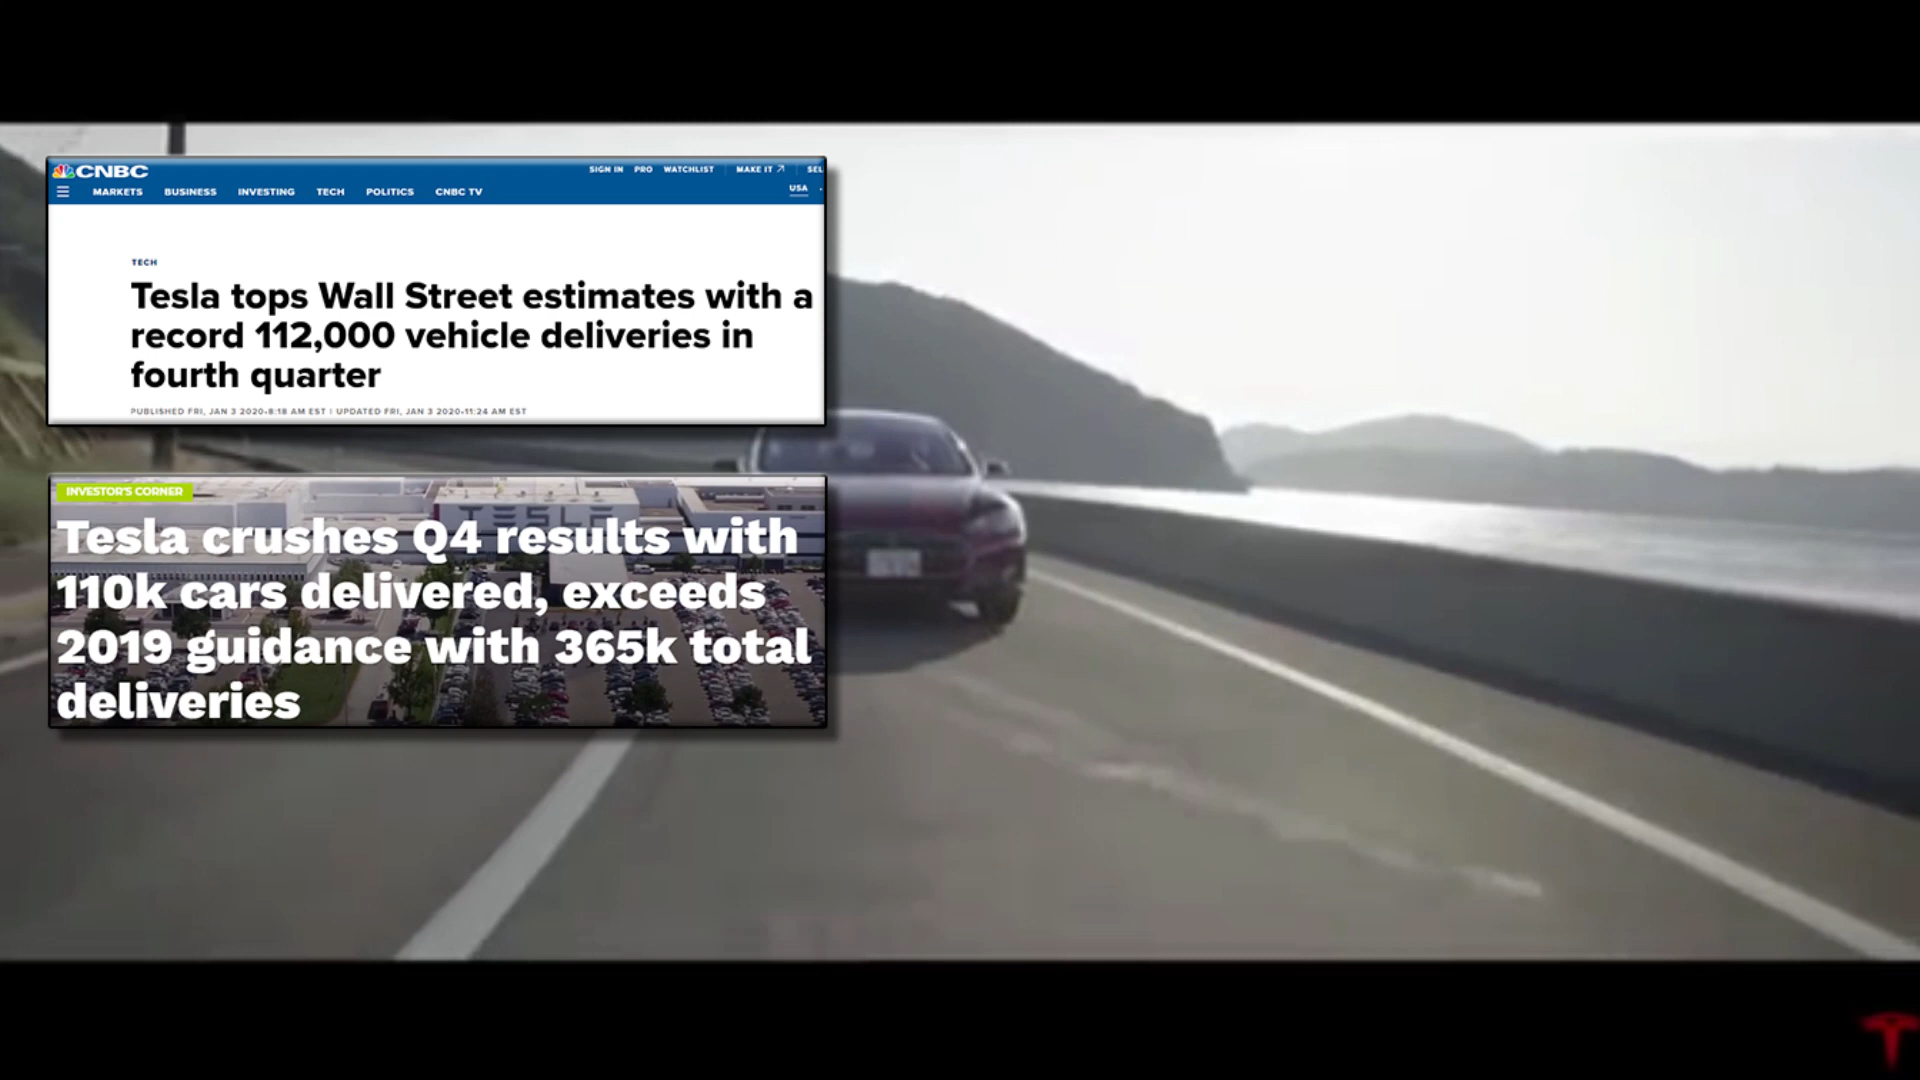 CNBC
SIGN IN PRO WATCHLIST MAKE IT SEL
MARKETS BUSINESS INVESTING TECH POLITICS CNBC TV
USA
TECH
Tesla tops Wall Street estimates with a
record 112,000 vehicle deliveries in
fourth quarter
PUBLISHED FRI, JAN 3 2020•8:18 AM EST | UPDATED FRI, JAN 3 2020•11:24 AM EST
INVESTOR'S CORNER
TESLA
Tesla crushes Q4 results with
110k cars delivered, exceeds
2019 guidance with 365k total
deliveries